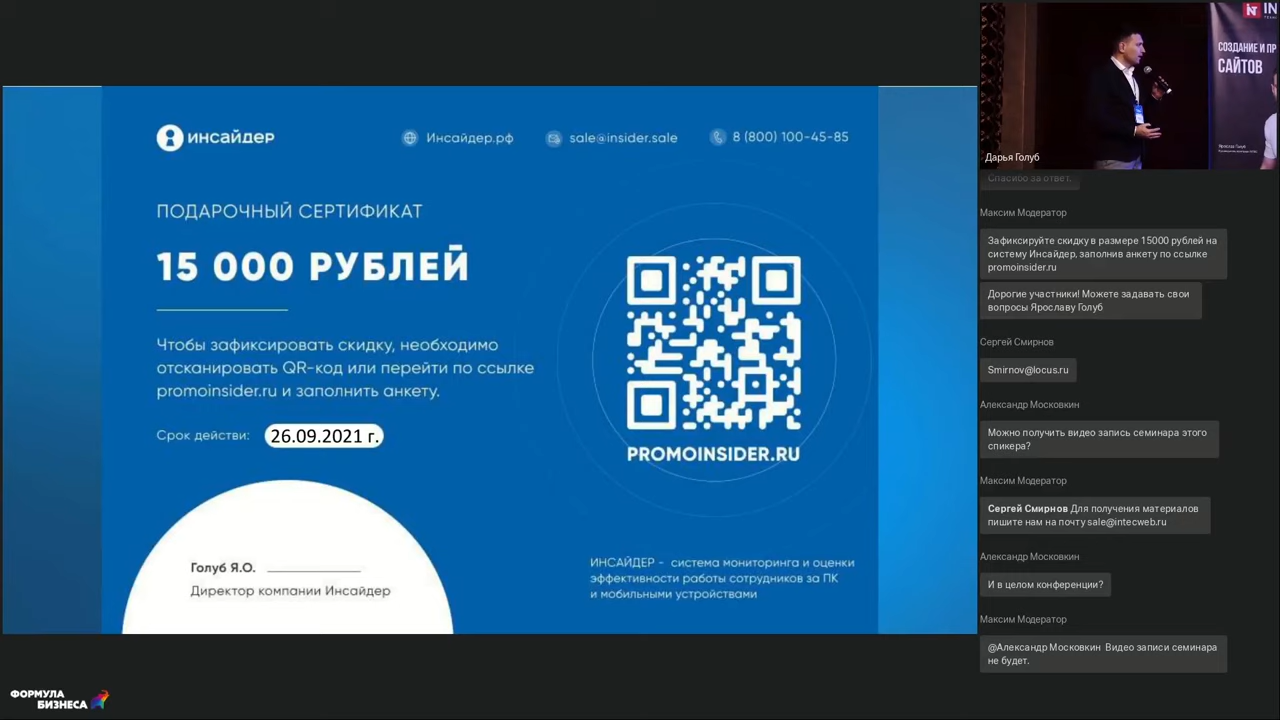 инсайдер
Инсайдер.рф
sale@insider.sale
8 (800) 100-45-85
ПОДАРОЧНЫЙ СЕРТИФИКАТ
15 000 РУБЛЕЙ
Чтобы зафиксировать скидку, необходимо
отсканировать QR-код или перейти по ссылке
promoinsider.ru и заполнить анкету.
Срок действи: 26.09.2021 г.
PROMOINSIDER.RU
Голуб Я.О.
Директор компании Инсайдер
ИНСАЙДЕР - система мониторинга и оценки
эффективности работы сотрудников за ПК
и мобильными устройствами
ФОРМУЛА
БИЗНЕСА
IN
СОЗДАНИЕ И ПР
САЙТОВ
Дарья Голуб
Спасибо за ответ.
Максим Модератор
Зафиксируйте скидку в размере 15000 рублей на
систему Инсайдер, заполнив анкету по ссылке
promoinsider.ru
Дорогие участники! Можете задавать свои
вопросы Ярославу Голуб
Сергей Смирнов
Smirnov@locus.ru
Александр Московкин
Можно получить видео запись семинара этого
спикера?
Максим Модератор
Сергей Смирнов Для получения материалов
пишите нам на почту sale@intecweb.ru
Александр Московкин
И в целом конференции?
Максим Модератор
@Александр Московкин Видео записи семинара
не будет.